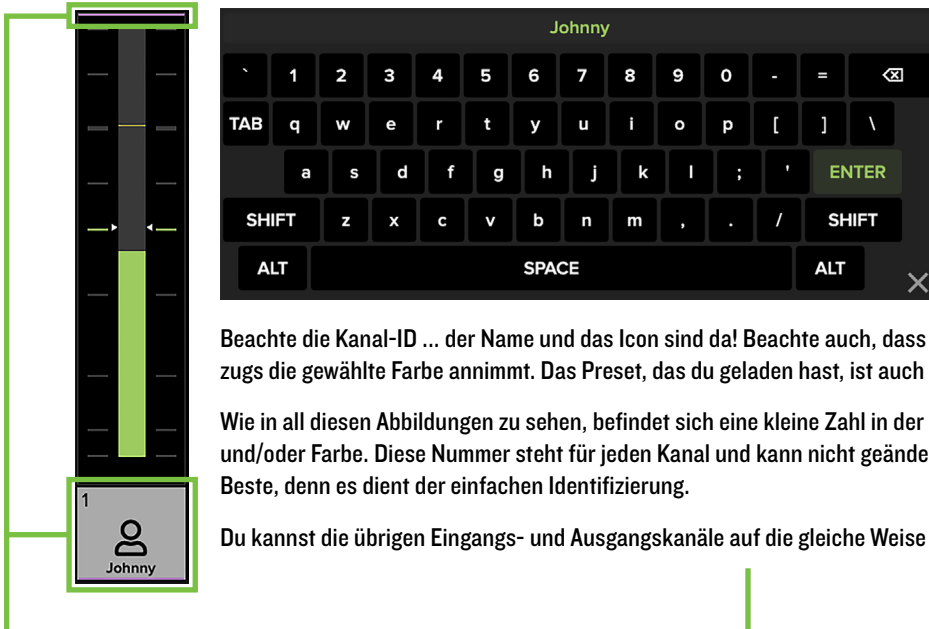 Johnny
` 1 2 3 4 5 6 7 8 9 0 - =
TAB q w e r t y u i o p [ ] \
a s d f g h j k l ; ' ENTER
SHIFT z x c v b n m , . / SHIFT
ALT SPACE ALT
Beachte die Kanal-ID ... der Name und das Icon sind da! Beachte auch, dass
zugs die gewählte Farbe annimmt. Das Preset, das du geladen hast, ist auch
Wie in all diesen Abbildungen zu sehen, befindet sich eine kleine Zahl in der
und/oder Farbe. Diese Nummer steht für jeden Kanal und kann nicht geände
Beste, denn es dient der einfachen Identifizierung.
Du kannst die übrigen Eingangs- und Ausgangskanäle auf die gleiche Weise
1
Johnny